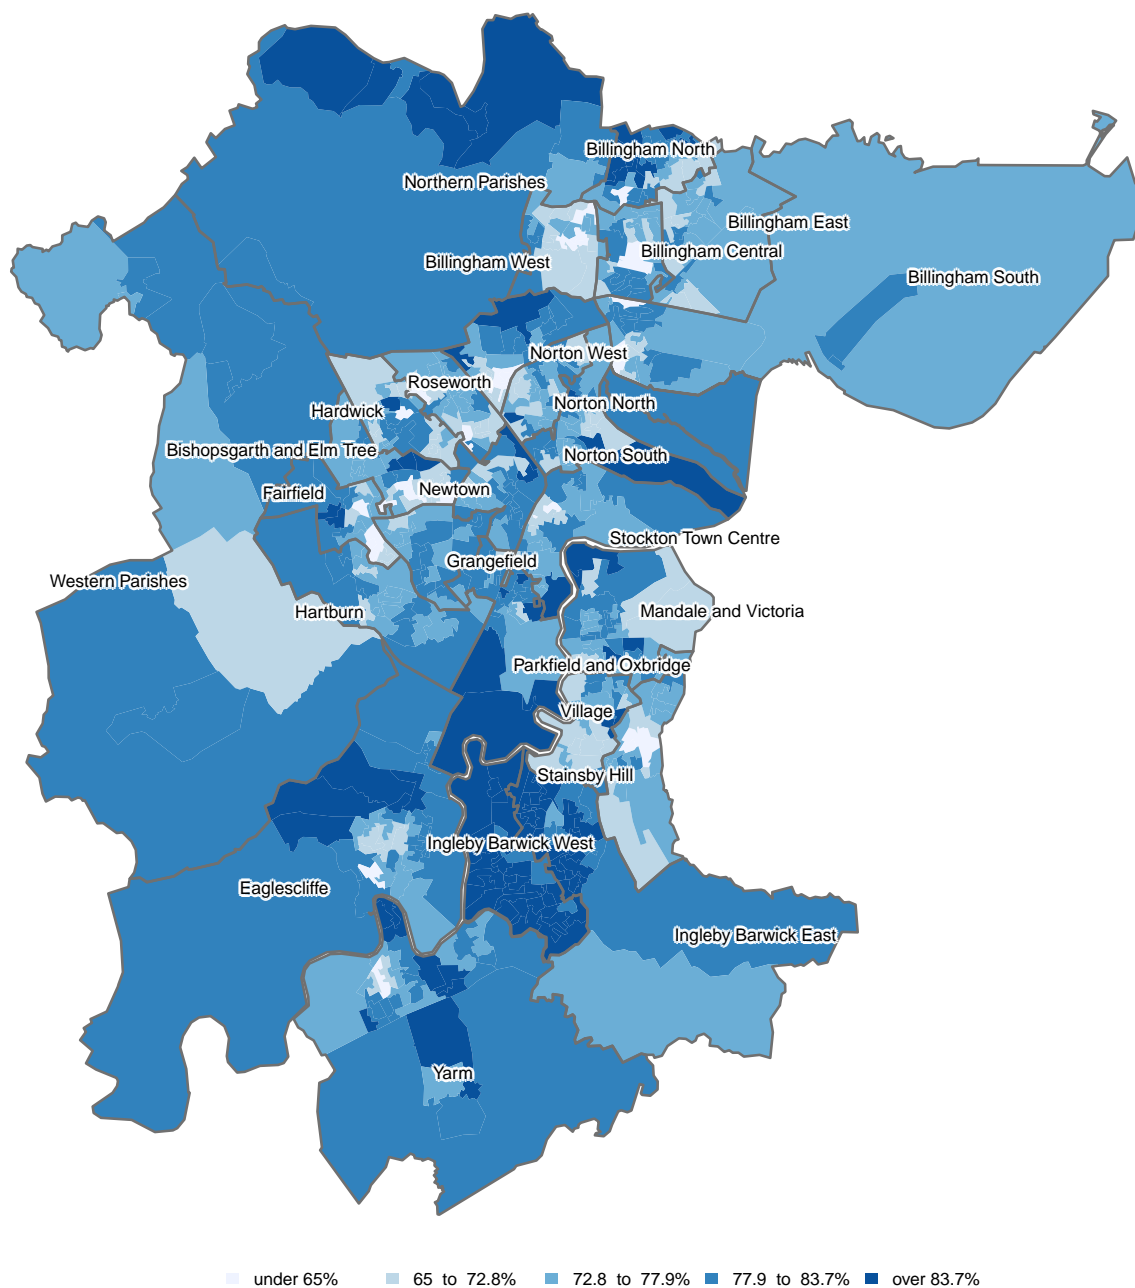 Billingham North
Northern Parishes
Billingham East
Billingham Central
Billingham West
Billingham South
Norton West
Roseworth
Norton North
Hardwick
Bishopsgarth and Elm Tree
Norton South
Newtown
Fairfield
Stockton Town Centre
Grangefield
Western Parishes
Hartburn
Mandale and Victoria
Parkfield and Oxbridge
Village
Stainsby Hill
Ingleby Barwick West
Eaglescliffe
Ingleby Barwick East
Yarm
under 65% 65 to 72.8% 72.8 to 77.9% 77.9 to 83.7% over 83.7%